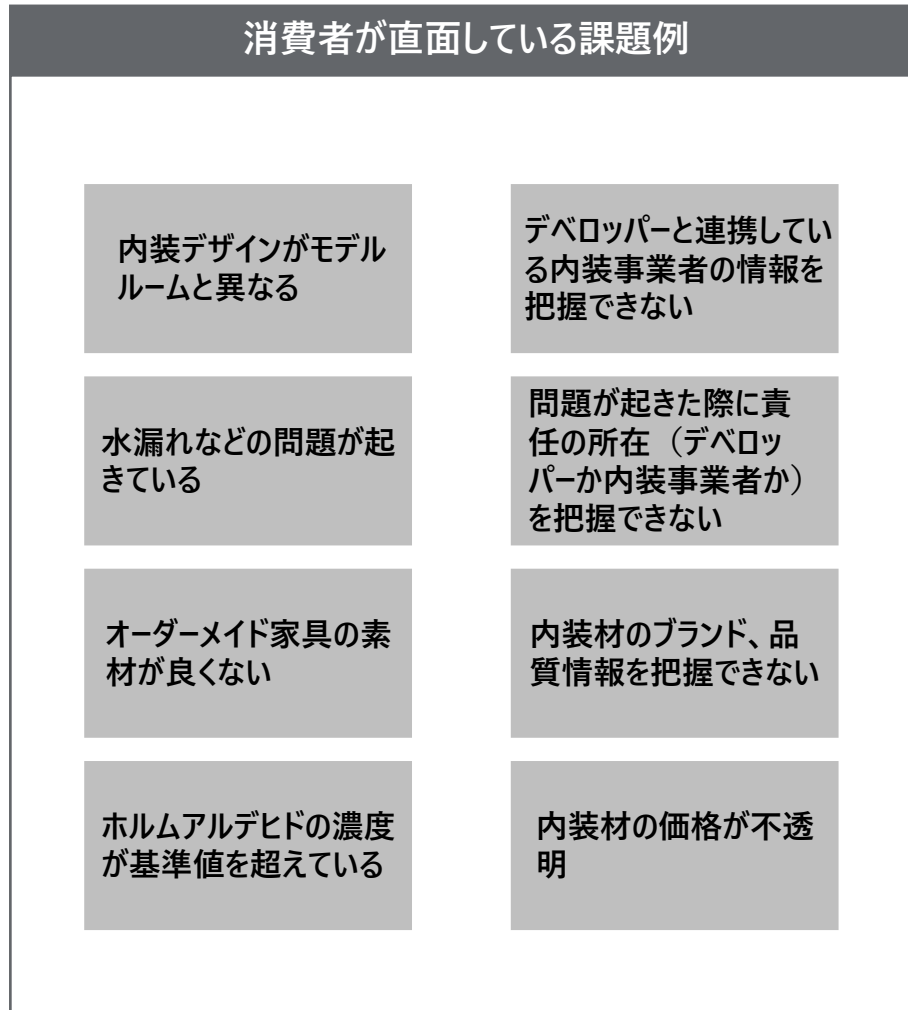 消費者が直面している課題例
内装デザインがモデル
ルームと異なる
デベロッパーと連携してい
る内装事業者の情報を
把握できない
水漏れなどの問題が起
きている
問題が起きた際に責
任の所在（デベロッ
パーか内装事業者か）
を把握できない
オーダーメイド家具の素
材が良くない
内装材のブランド、品
質情報を把握できない
ホルムアルデヒドの濃度
が基準値を超えている
内装材の価格が不透
明